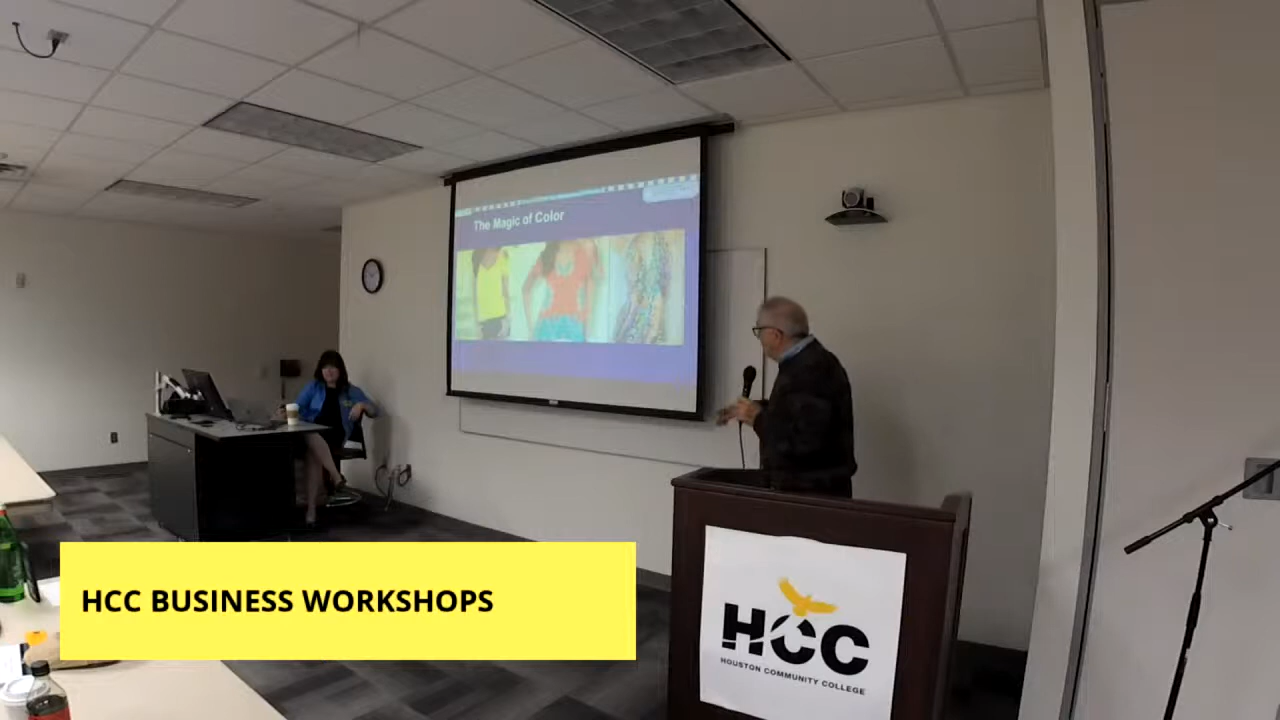 The Magic of Color
HCC BUSINESS WORKSHOPS
HCC
HOUSTON COMMUNITY COLLEGE